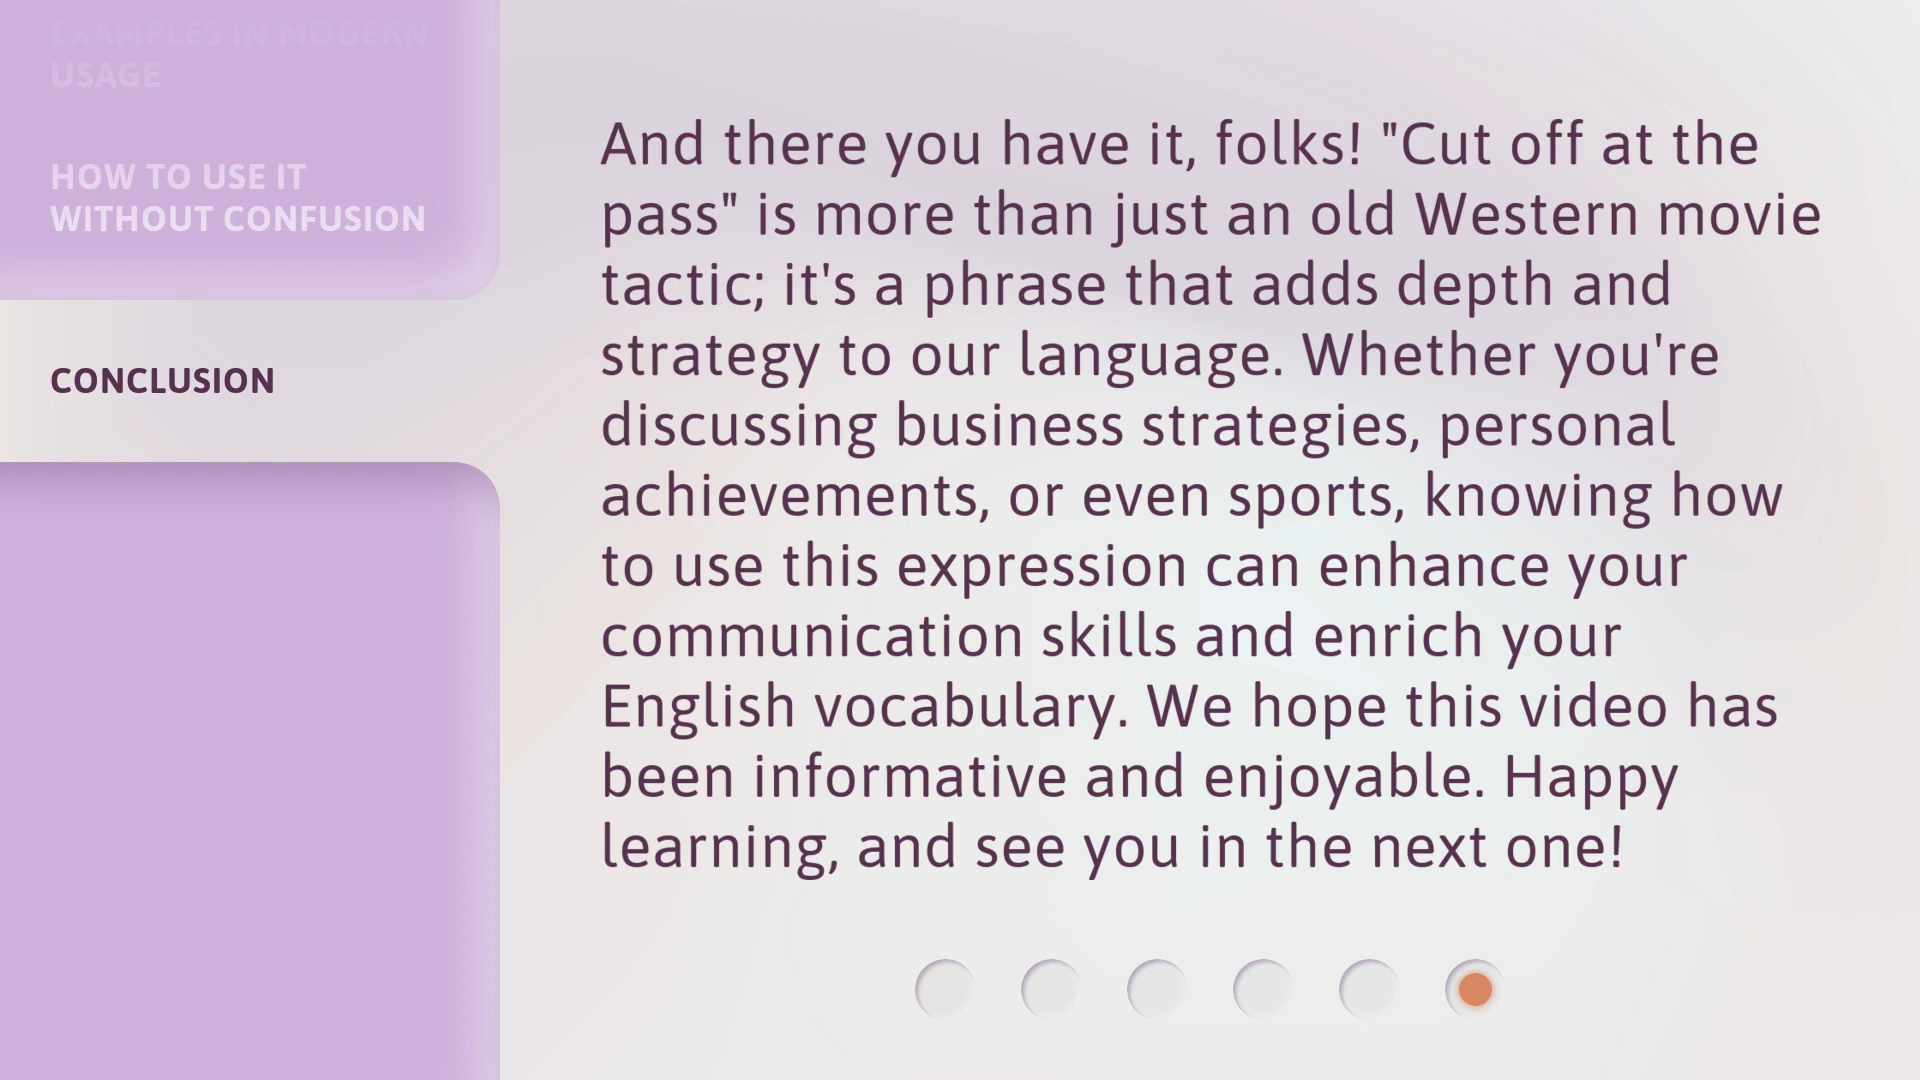 EXAMPLES IN MODERN
USAGE
HOW TO USE IT
WITHOUT CONFUSION
CONCLUSION
And there you have it, folks! "Cut off at the
pass" is more than just an old Western movie
tactic; it's a phrase that adds depth and
strategy to our language. Whether you're
discussing business strategies, personal
achievements, or even sports, knowing how
to use this expression can enhance your
communication skills and enrich your
English vocabulary. We hope this video has
been informative and enjoyable. Happy
learning, and see you in the next one!